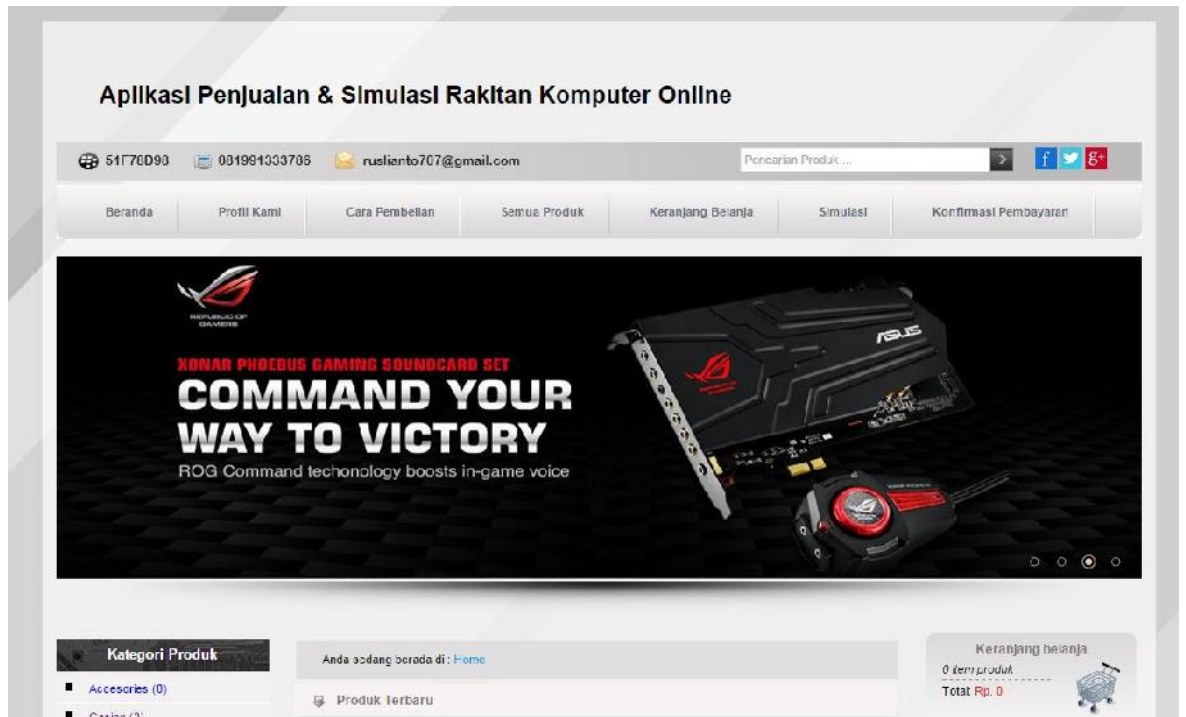 Aplikasi Penjualan & Simulasi Rakitan Komputer Online
51F78D98 081991333786 ruslianto707@gmail.com Pencarian Produk ... f g+
Beranda Profil Kami Cara Pembelian Semua Produk Keranjang Belanja Simulasi Konfirmasi Pembayaran
REPUBLIC OF
GAMERS
XONAR PHOEBUS GAMING SOUNDCARD SET
COMMAND YOUR
WAY TO VICTORY
ROG Command techonology boosts in-game voice
ASUS
Kategori Produk
Accesories (0)
Anda sedang berada di : Home
Produk Terbaru
Keranjang belanja
0 item produk
Total: Rp. 0